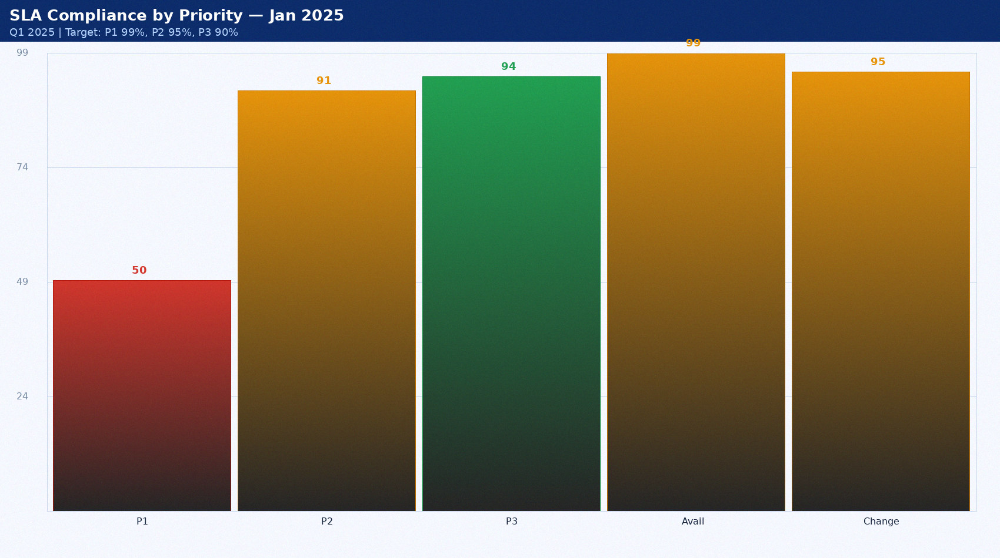 SLA Compliance by Priority — Jan 2025
Q1 2025 | Target: P1 99%, P2 95%, P3 90%
99
74
49
24
50
91
94
99
95
P1
P2
P3
Avail
Change